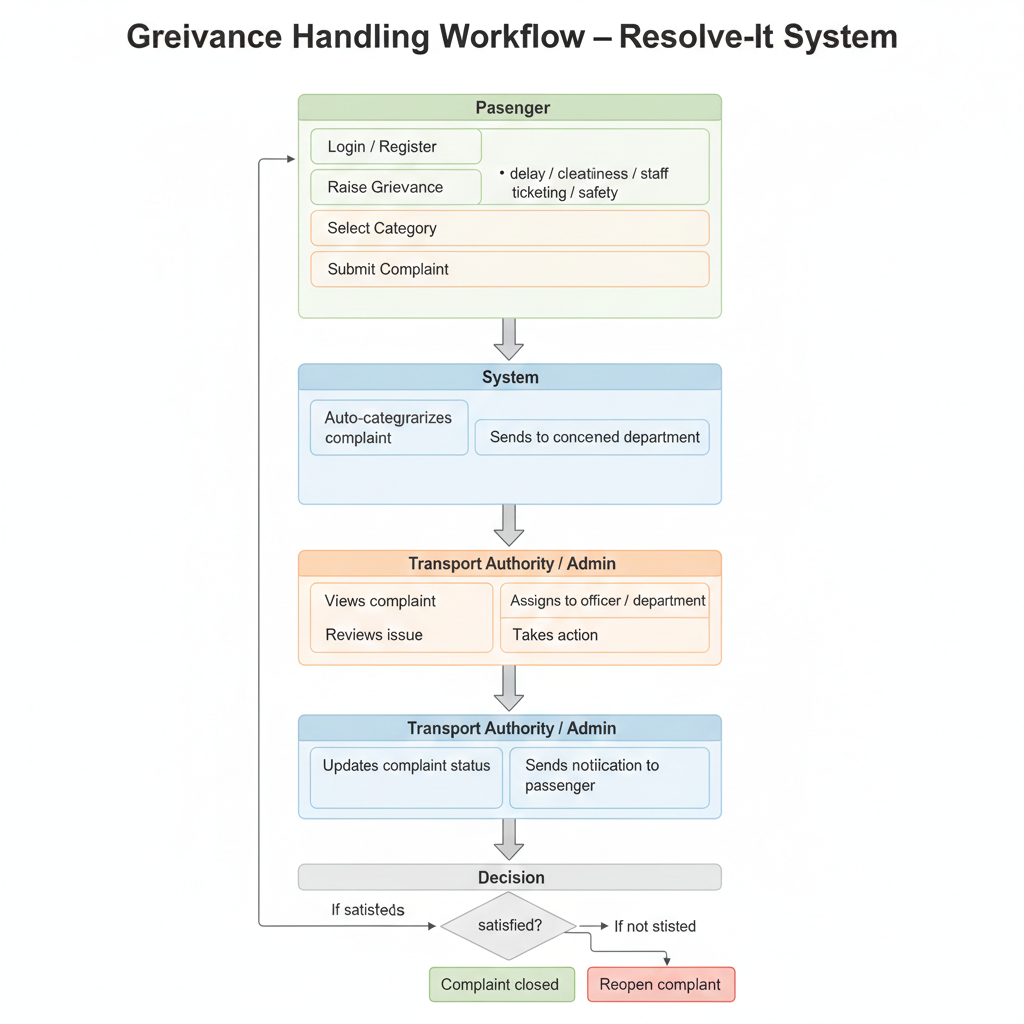 Greivance Handling Workflow – Resolve-It System
Pasenger
Login / Register
Raise Grievance
• delay / cleatiness / staff
ticketing / safety
Select Category
Submit Complaint
System
Auto-categrarizes
complaint
Sends to concened department
Transport Authority / Admin
Views complaint
Reviews issue
Assigns to officer / department
Takes action
Transport Authority / Admin
Updates complaint status
Sends notiication to
passenger
Decision
If satisteds
satisfied?
If not stisted
Complaint closed
Reopen complant